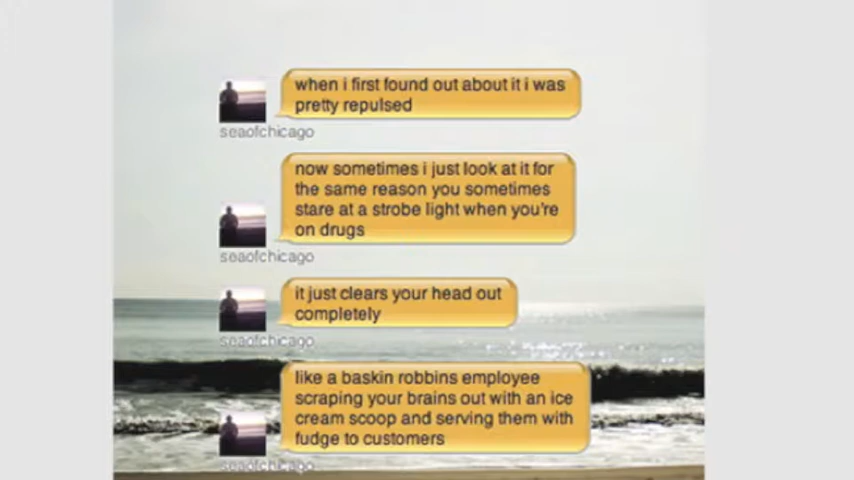 when i first found out about it i was
pretty repulsed
seaofchicago
now sometimes i just look at it for
the same reason you sometimes
stare at a strobe light when you're
on drugs
seaofchicago
it just clears your head out
completely
seaofchicago
like a baskin robbins employee
scraping your brains out with an ice
cream scoop and serving them with
fudge to customers
seaofchicago